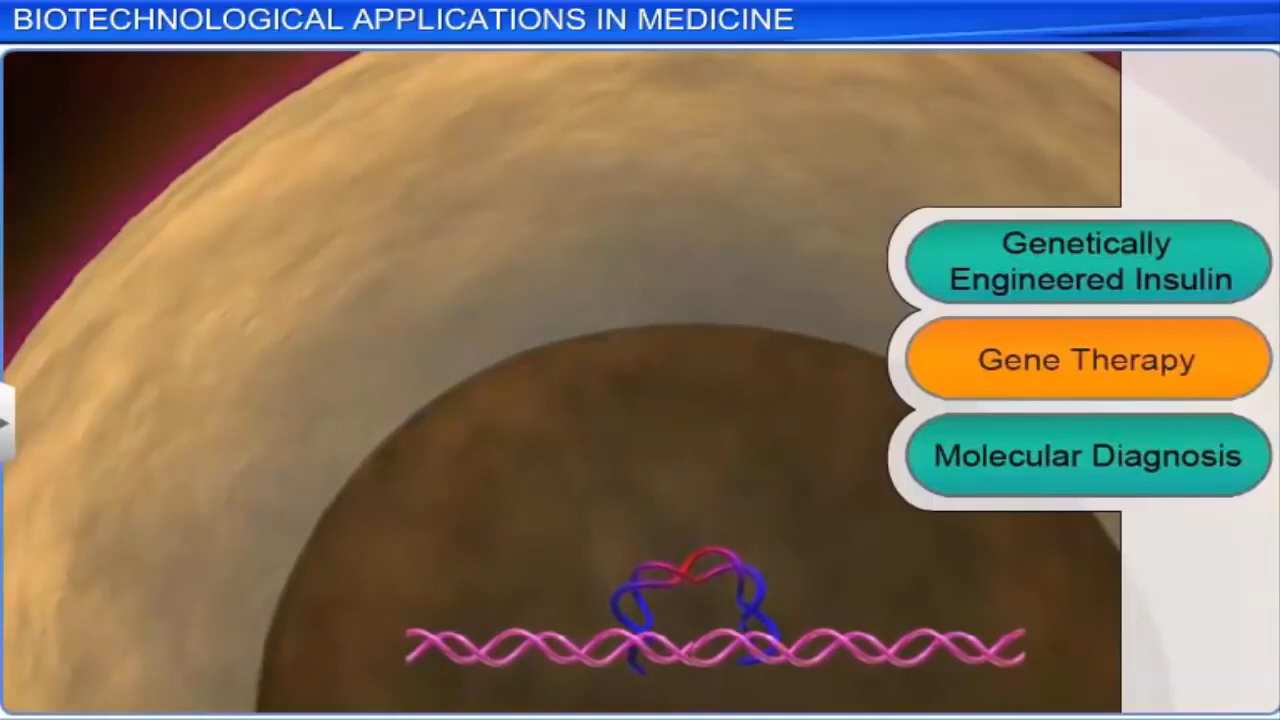 BIOTECHNOLOGICAL APPLICATIONS IN MEDICINE
Genetically
Engineered Insulin
Gene Therapy
Molecular Diagnosis